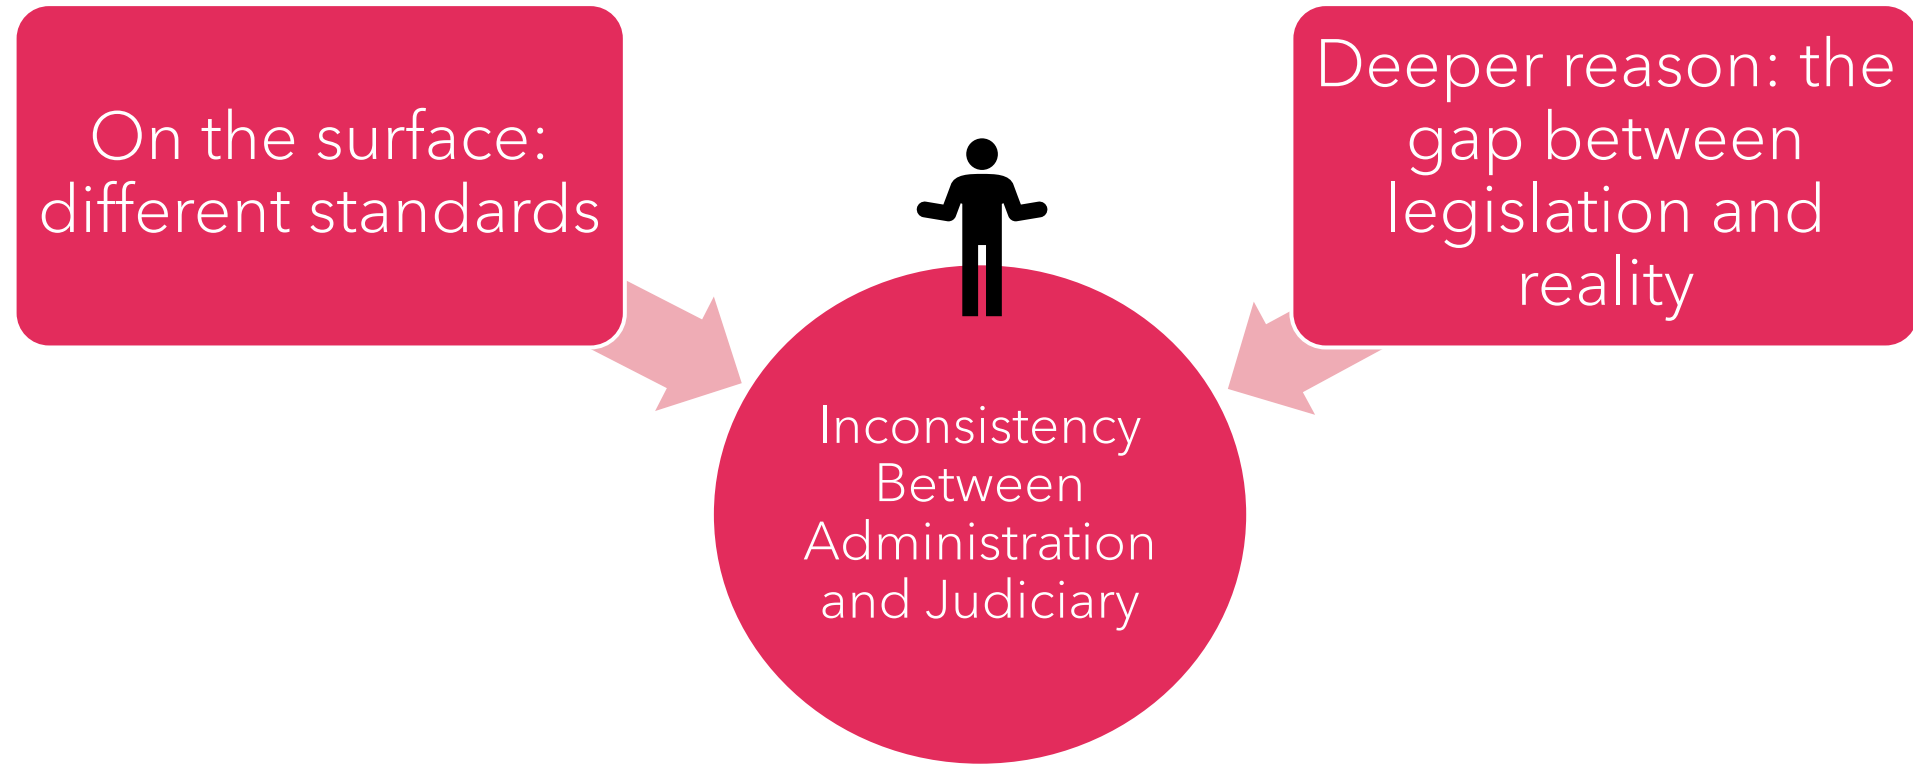 On the surface:
different standards
Deeper reason: the
gap between
legislation and
reality
Inconsistency
Between
Administration
and Judiciary